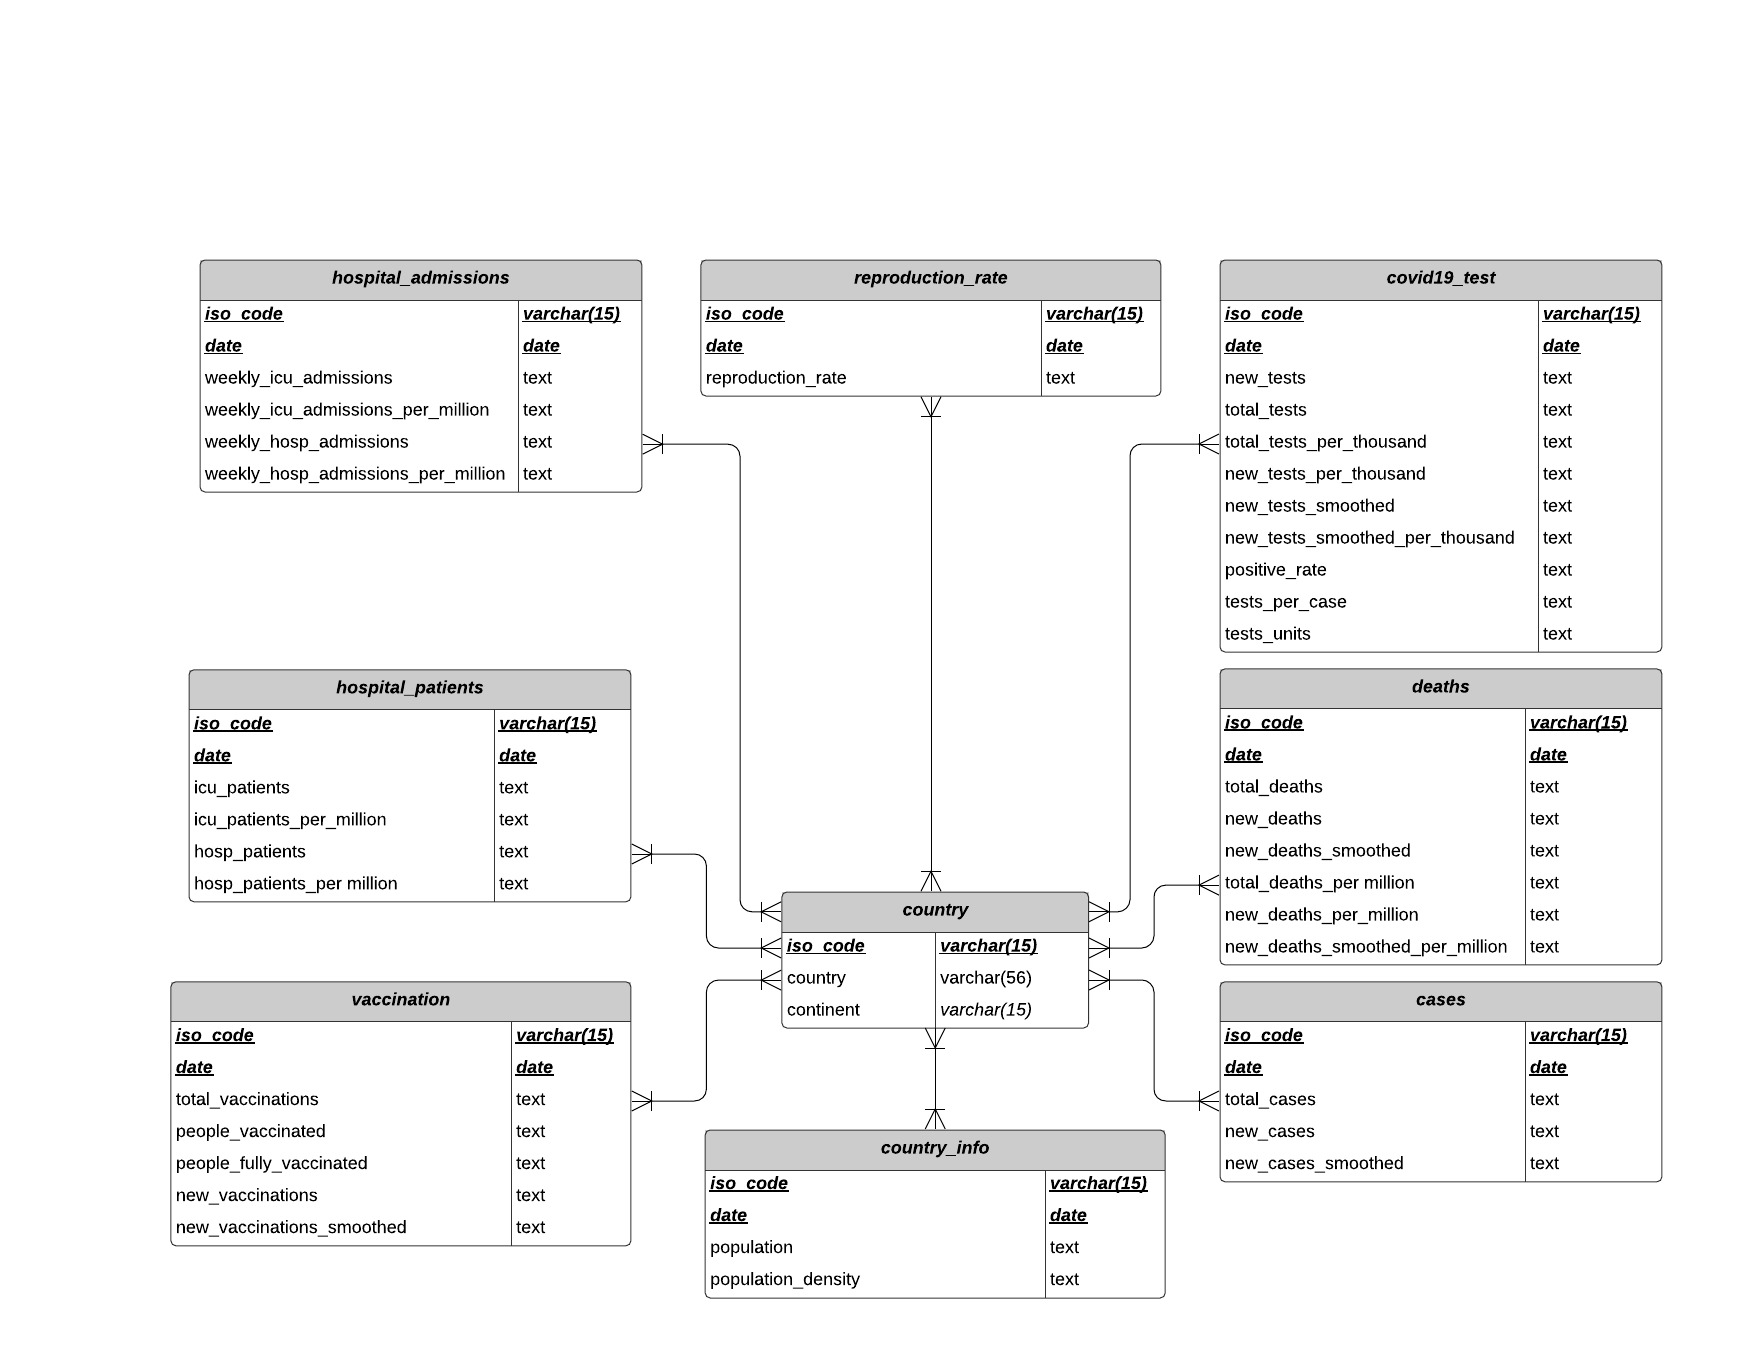 hospital_admissions
iso_code varchar(15)
date date
weekly_icu_admissions text
weekly_icu_admissions_per_million text
weekly_hosp_admissions text
weekly_hosp_admissions_per_million text
reproduction_rate
iso_code varchar(15)
date date
reproduction_rate text
covid19_test
iso_code varchar(15)
date date
new_tests text
total_tests text
total_tests_per_thousand text
new_tests_per_thousand text
new_tests_smoothed text
new_tests_smoothed_per_thousand text
positive_rate text
tests_per_case text
tests_units text
hospital_patients
iso_code varchar(15)
date date
icu_patients text
icu_patients_per_million text
hosp_patients text
hosp_patients_per million text
deaths
iso_code varchar(15)
date date
total_deaths text
new_deaths text
new_deaths_smoothed text
total_deaths_per million text
new_deaths_per_million text
new_deaths_smoothed_per_million text
country
iso_code varchar(15)
country varchar(56)
continent varchar(15)
vaccination
iso_code varchar(15)
date date
total_vaccinations text
people_vaccinated text
people_fully_vaccinated text
new_vaccinations text
new_vaccinations_smoothed text
cases
iso_code varchar(15)
date date
total_cases text
new_cases text
new_cases_smoothed text
country_info
iso_code varchar(15)
date date
population text
population_density text